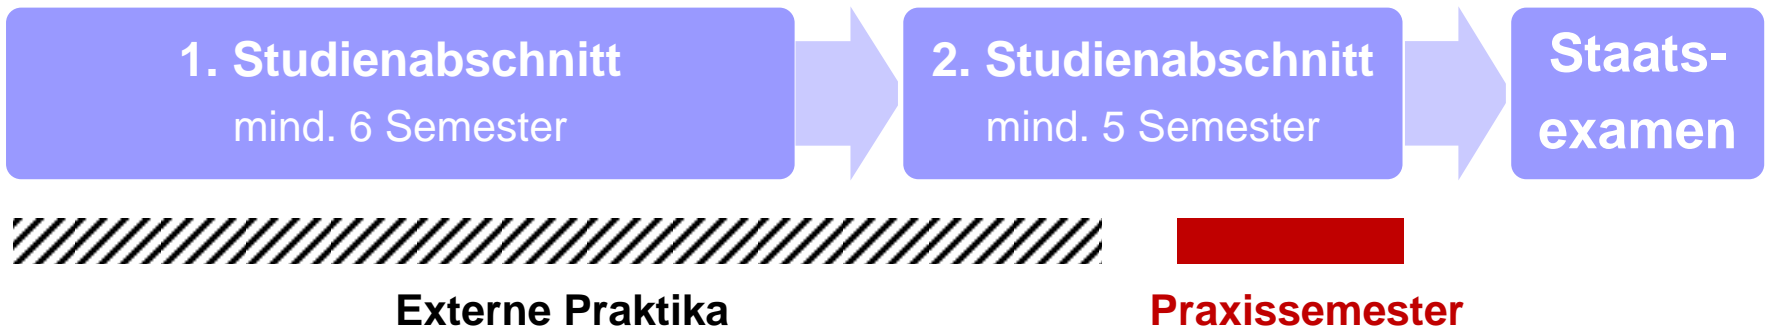 1. Studienabschnitt
mind. 6 Semester
2. Studienabschnitt
mind. 5 Semester
Staats-
examen
Externe Praktika
Praxissemester